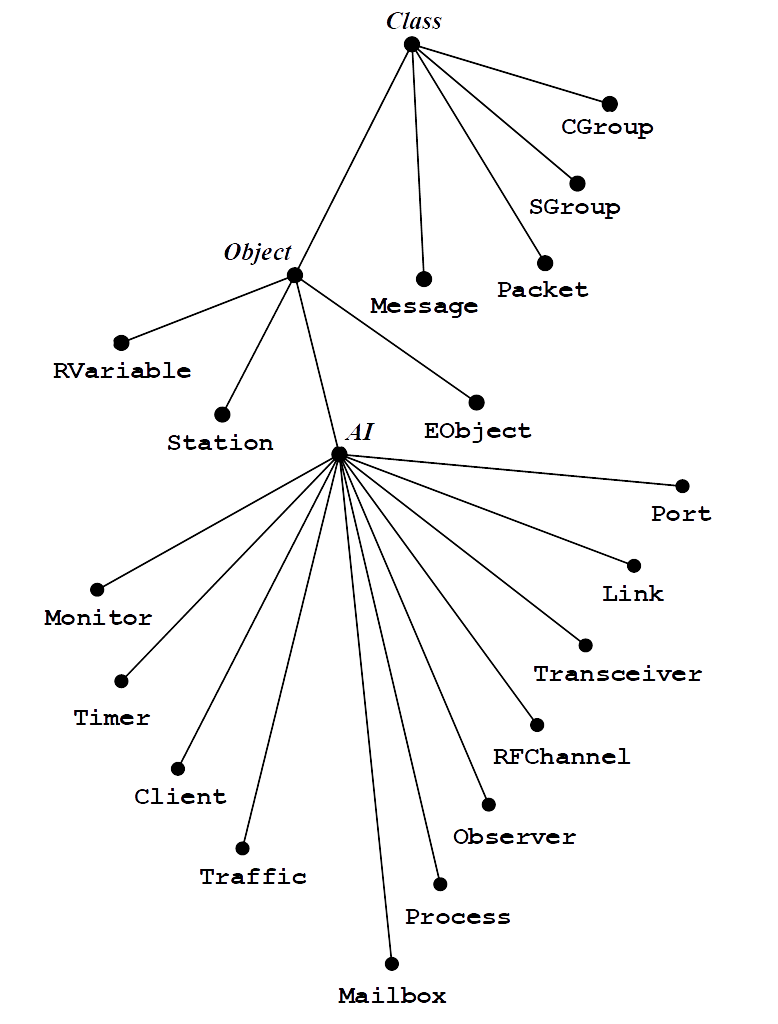 Class
CGroup
SGroup
Object
Packet
Message
RVariable
Station
AI
EObject
Port
Link
Monitor
Transceiver
Timer
RFChannel
Client
Observer
Traffic
Process
Mailbox